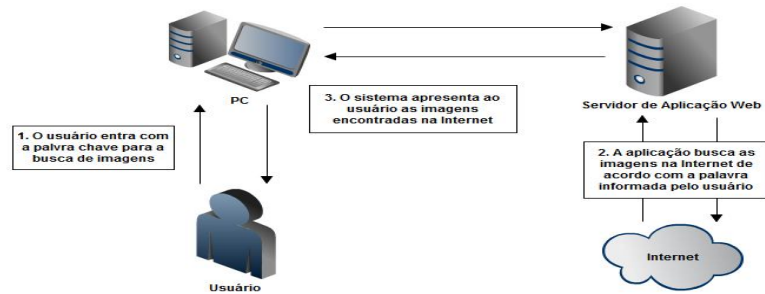 PC
Servidor de Aplicação Web
3. O sistema apresenta ao
usuário as imagens
encontradas na Internet
1. O usuário entra com
a palvra chave para a
busca de imagens
2. A aplicação busca as
imagens na Internet de
acordo com a palavra
informada pelo usuário
Internet
Usuário